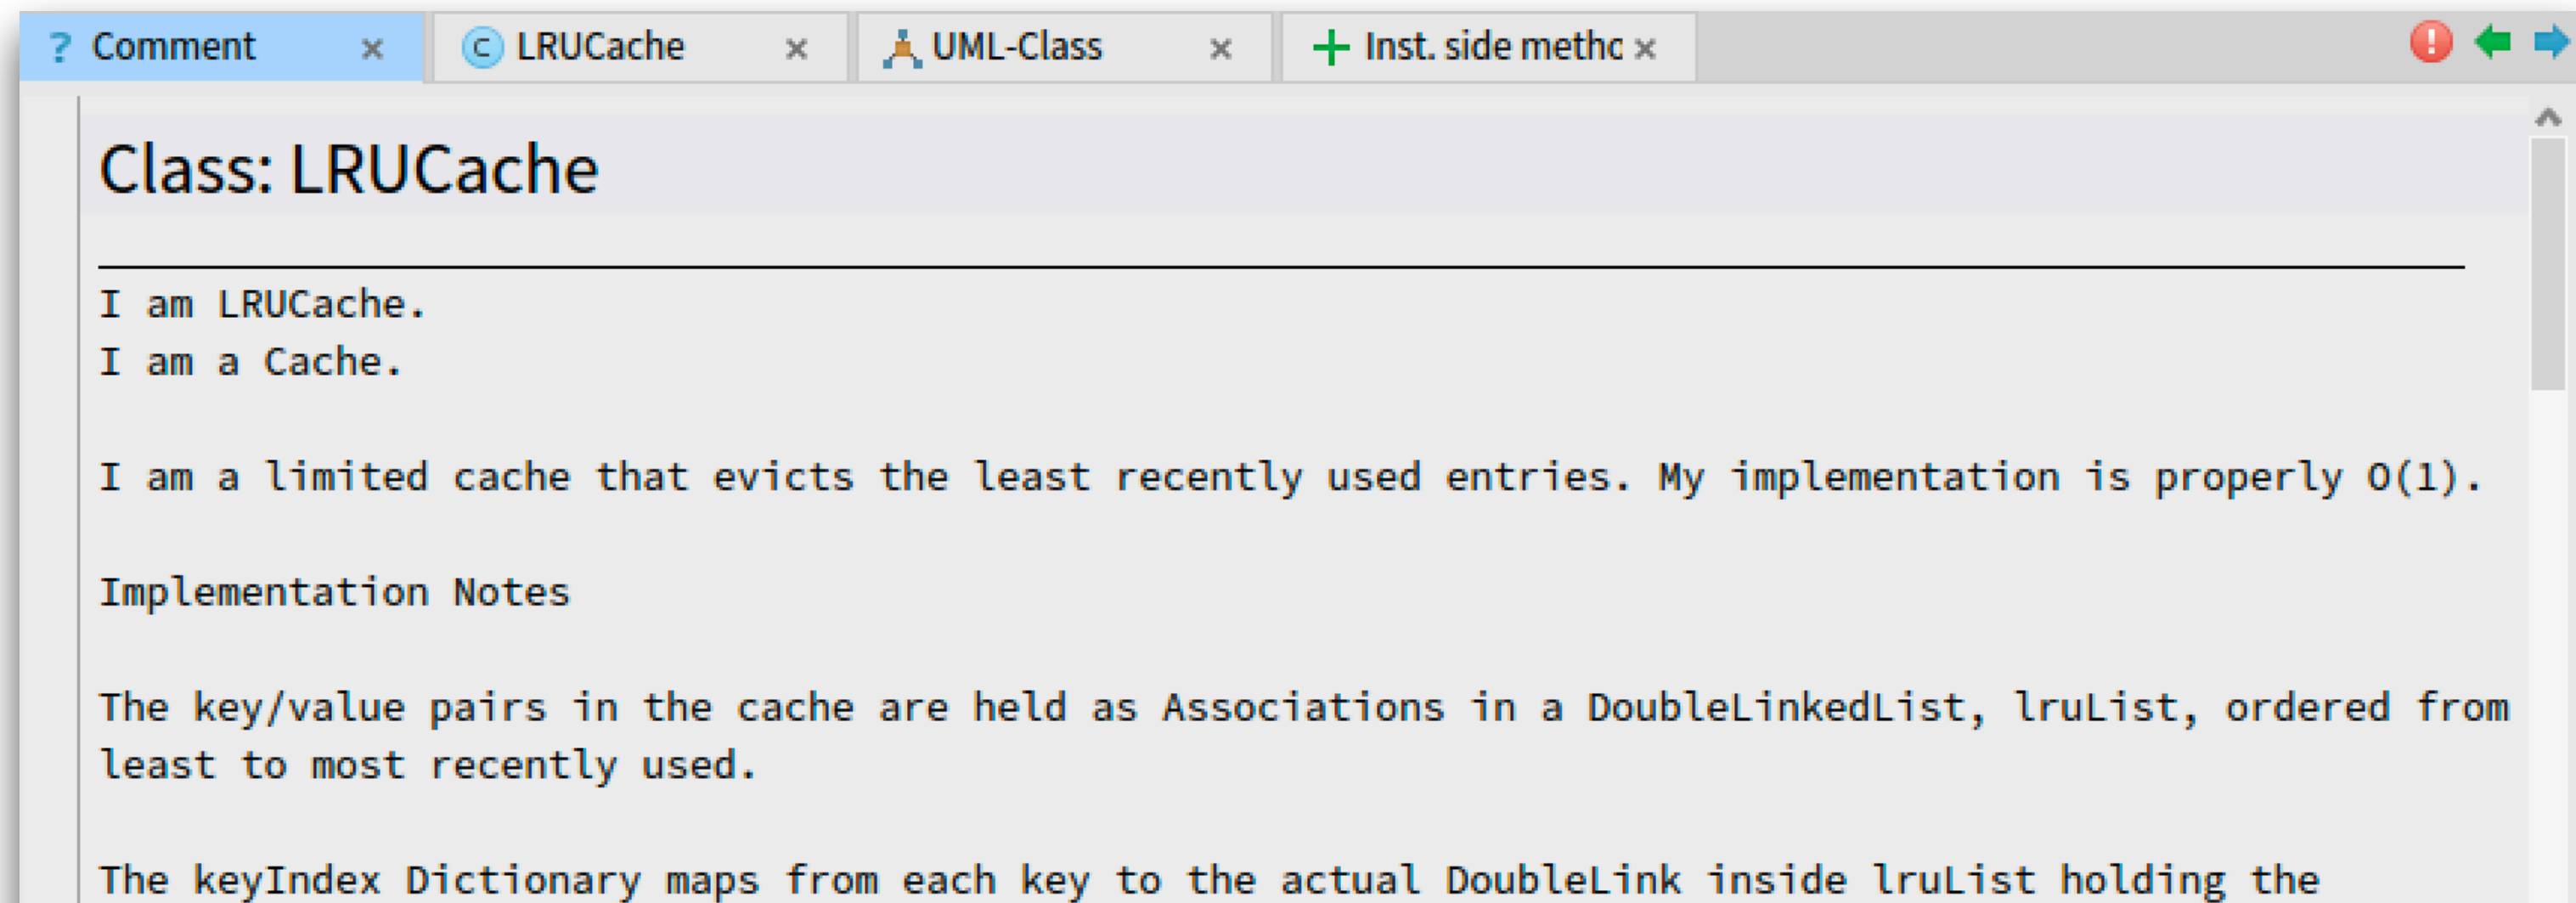 ? Comment × C LRUCache × UML-Class × Inst. side metho ×
Class: LRUCache
I am LRUCache.
I am a Cache.
I am a limited cache that evicts the least recently used entries. My implementation is properly O(1).
Implementation Notes
The key/value pairs in the cache are held as Associations in a DoubleLinkedList, lruList, ordered from
least to most recently used.
The keyIndex Dictionary maps from each key to the actual DoubleLink inside lruList holding the